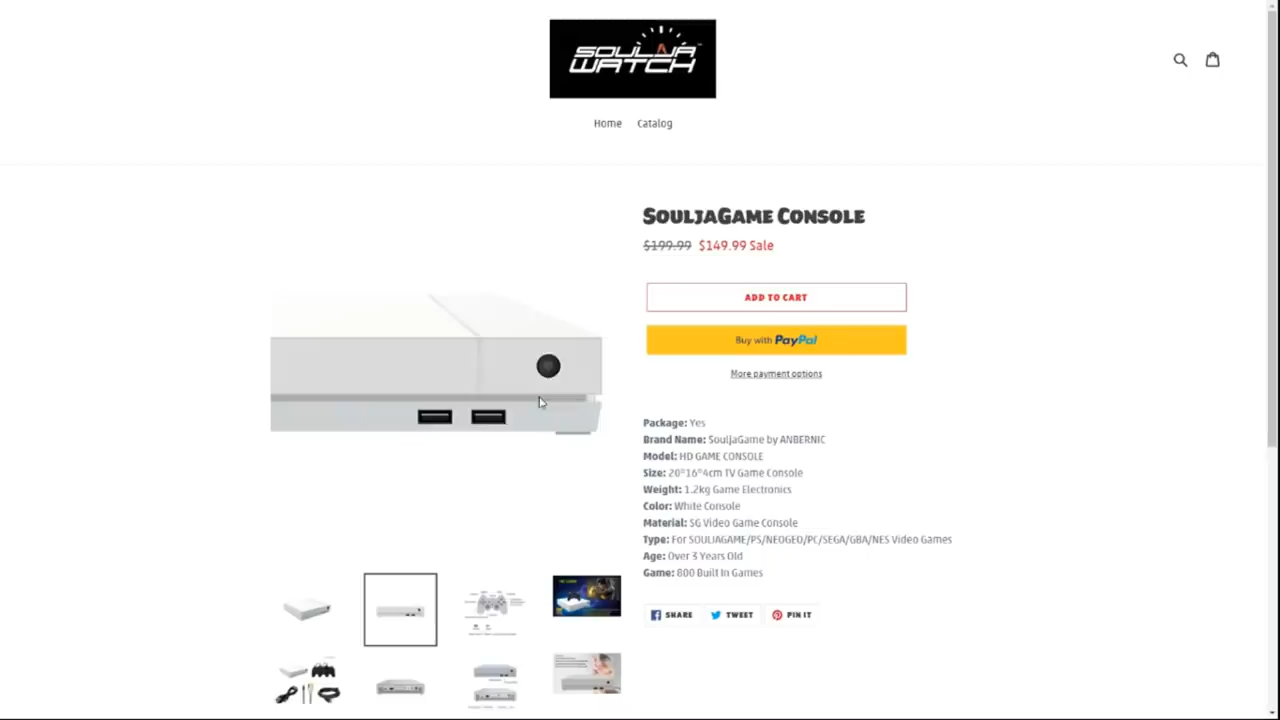 SOULJA
WATCH
Home Catalog
SouljaGame Console
$199.99 $149.99 Sale
ADD TO CART
Buy with PayPal
More payment options
Package: Yes
Brand Name: SouljaGame by ANBERNIC
Model: HD GAME CONSOLE
Size: 20*16*4cm TV Game Console
Weight: 1.2kg Game Electronics
Color: White Console
Material: SG Video Game Console
Type: For SOULJAGAME/PS/NEOGEO/PC/SEGA/GBA/NES Video Games
Age: Over 3 Years Old
Game: 800 Built In Games
SHARE TWEET PIN IT